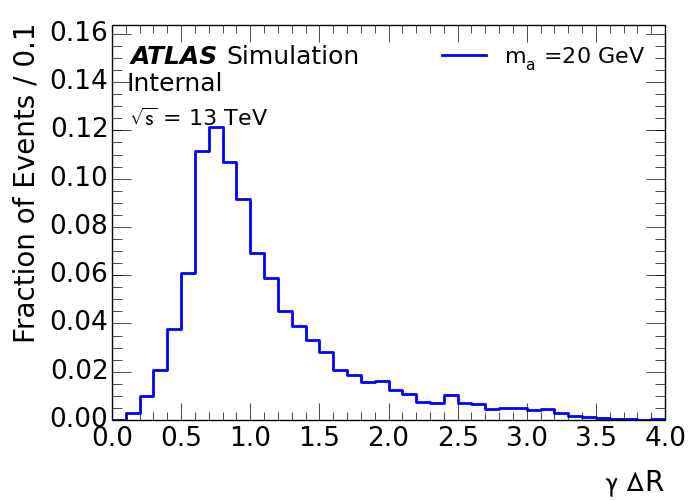 0.16
ATLAS Simulation
Internal
√s = 13 TeV
mₐ =20 GeV
0.14
0.12
0.10
0.08
0.06
0.04
0.02
0.00
Fraction of Events / 0.1
0.0 0.5 1.0 1.5 2.0 2.5 3.0 3.5 4.0
γ ΔR